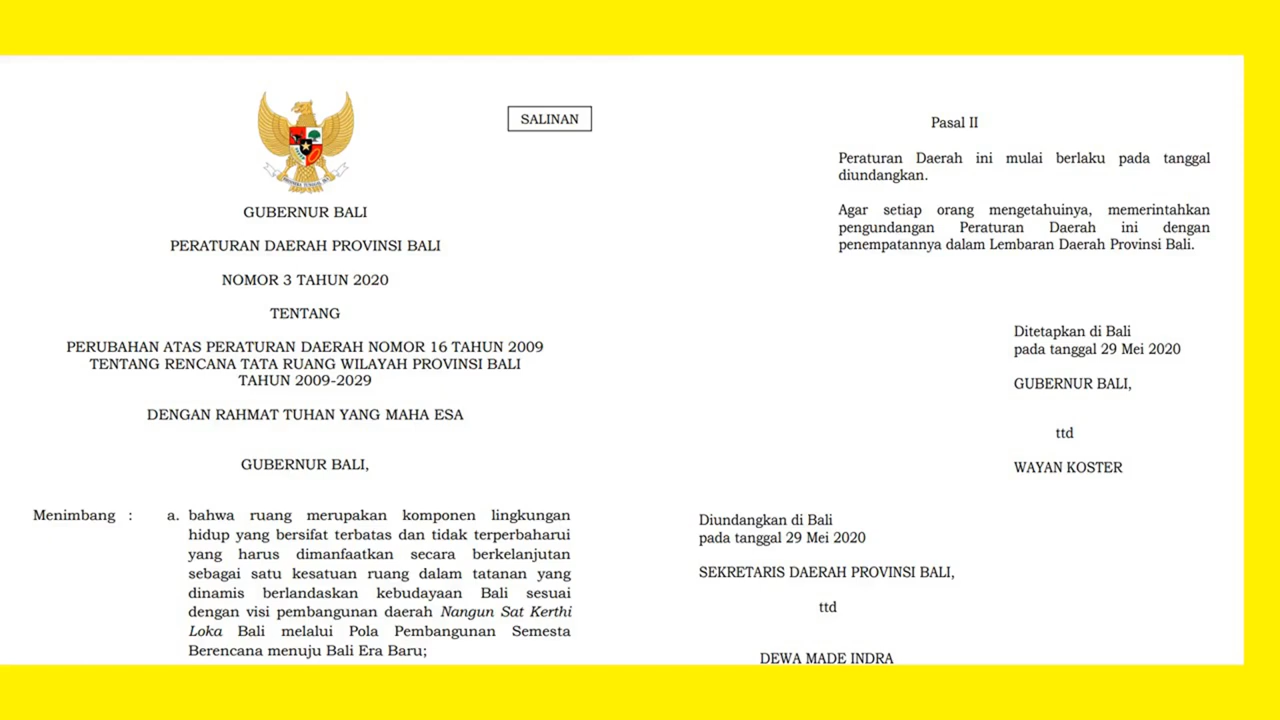 SALINAN
GUBERNUR BALI
PERATURAN DAERAH PROVINSI BALI
NOMOR 3 TAHUN 2020
TENTANG
PERUBAHAN ATAS PERATURAN DAERAH NOMOR 16 TAHUN 2009
TENTANG RENCANA TATA RUANG WILAYAH PROVINSI BALI
TAHUN 2009-2029
DENGAN RAHMAT TUHAN YANG MAHA ESA
GUBERNUR BALI,
Menimbang : a. bahwa ruang merupakan komponen lingkungan
hidup yang bersifat terbatas dan tidak terperbaharui
yang harus dimanfaatkan secara berkelanjutan
sebagai satu kesatuan ruang dalam tatanan yang
dinamis berlandaskan kebudayaan Bali sesuai
dengan visi pembangunan daerah Nangun Sat Kerthi
Loka Bali melalui Pola Pembangunan Semesta
Berencana menuju Bali Era Baru;
Pasal II
Peraturan Daerah ini mulai berlaku pada tanggal
diundangkan.
Agar setiap orang mengetahuinya, memerintahkan
pengundangan Peraturan Daerah ini dengan
penempatannya dalam Lembaran Daerah Provinsi Bali.
Ditetapkan di Bali
pada tanggal 29 Mei 2020
GUBERNUR BALI,
ttd
WAYAN KOSTER
Diundangkan di Bali
pada tanggal 29 Mei 2020
SEKRETARIS DAERAH PROVINSI BALI,
ttd
DEWA MADE INDRA